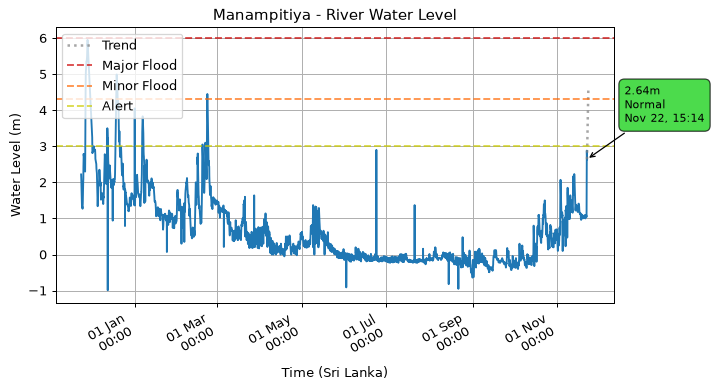 Manampitiya - River Water Level
Water Level (m)
6
5
4
3
2
1
0
−1
Trend
Major Flood
Minor Flood
Alert
2.64m
Normal
Nov 22, 15:14
01 Jan
00:00
01 Mar
00:00
01 May
00:00
01 Jul
00:00
01 Sep
00:00
01 Nov
00:00
Time (Sri Lanka)